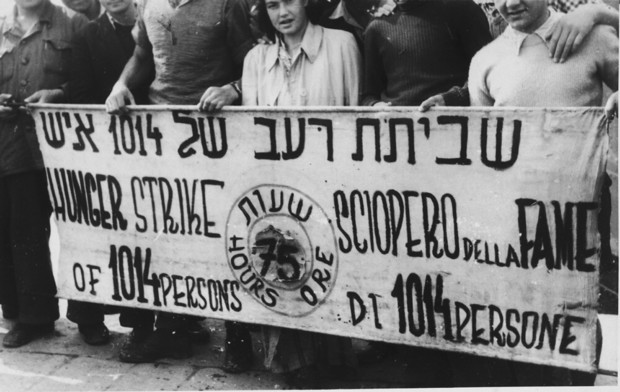 שביתת רעב של 1014 איש
HUNGER STRIKE
OF 1014 PERSONS
שעות
75
HOURS
ORE
SCIOPERO DELLA FAME
DI 1014 PERSONE